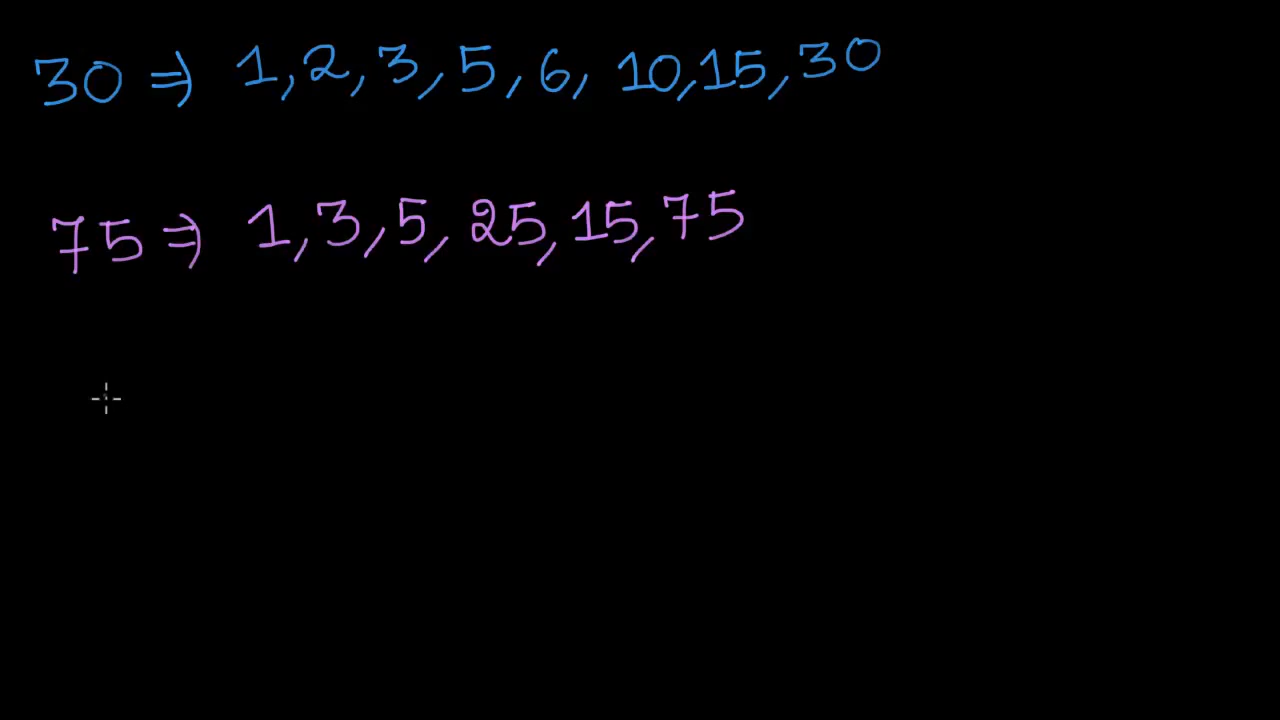 30 ⇒ 1, 2, 3, 5, 6, 10, 15, 30
75 ⇒ 1, 3, 5, 25, 15, 75